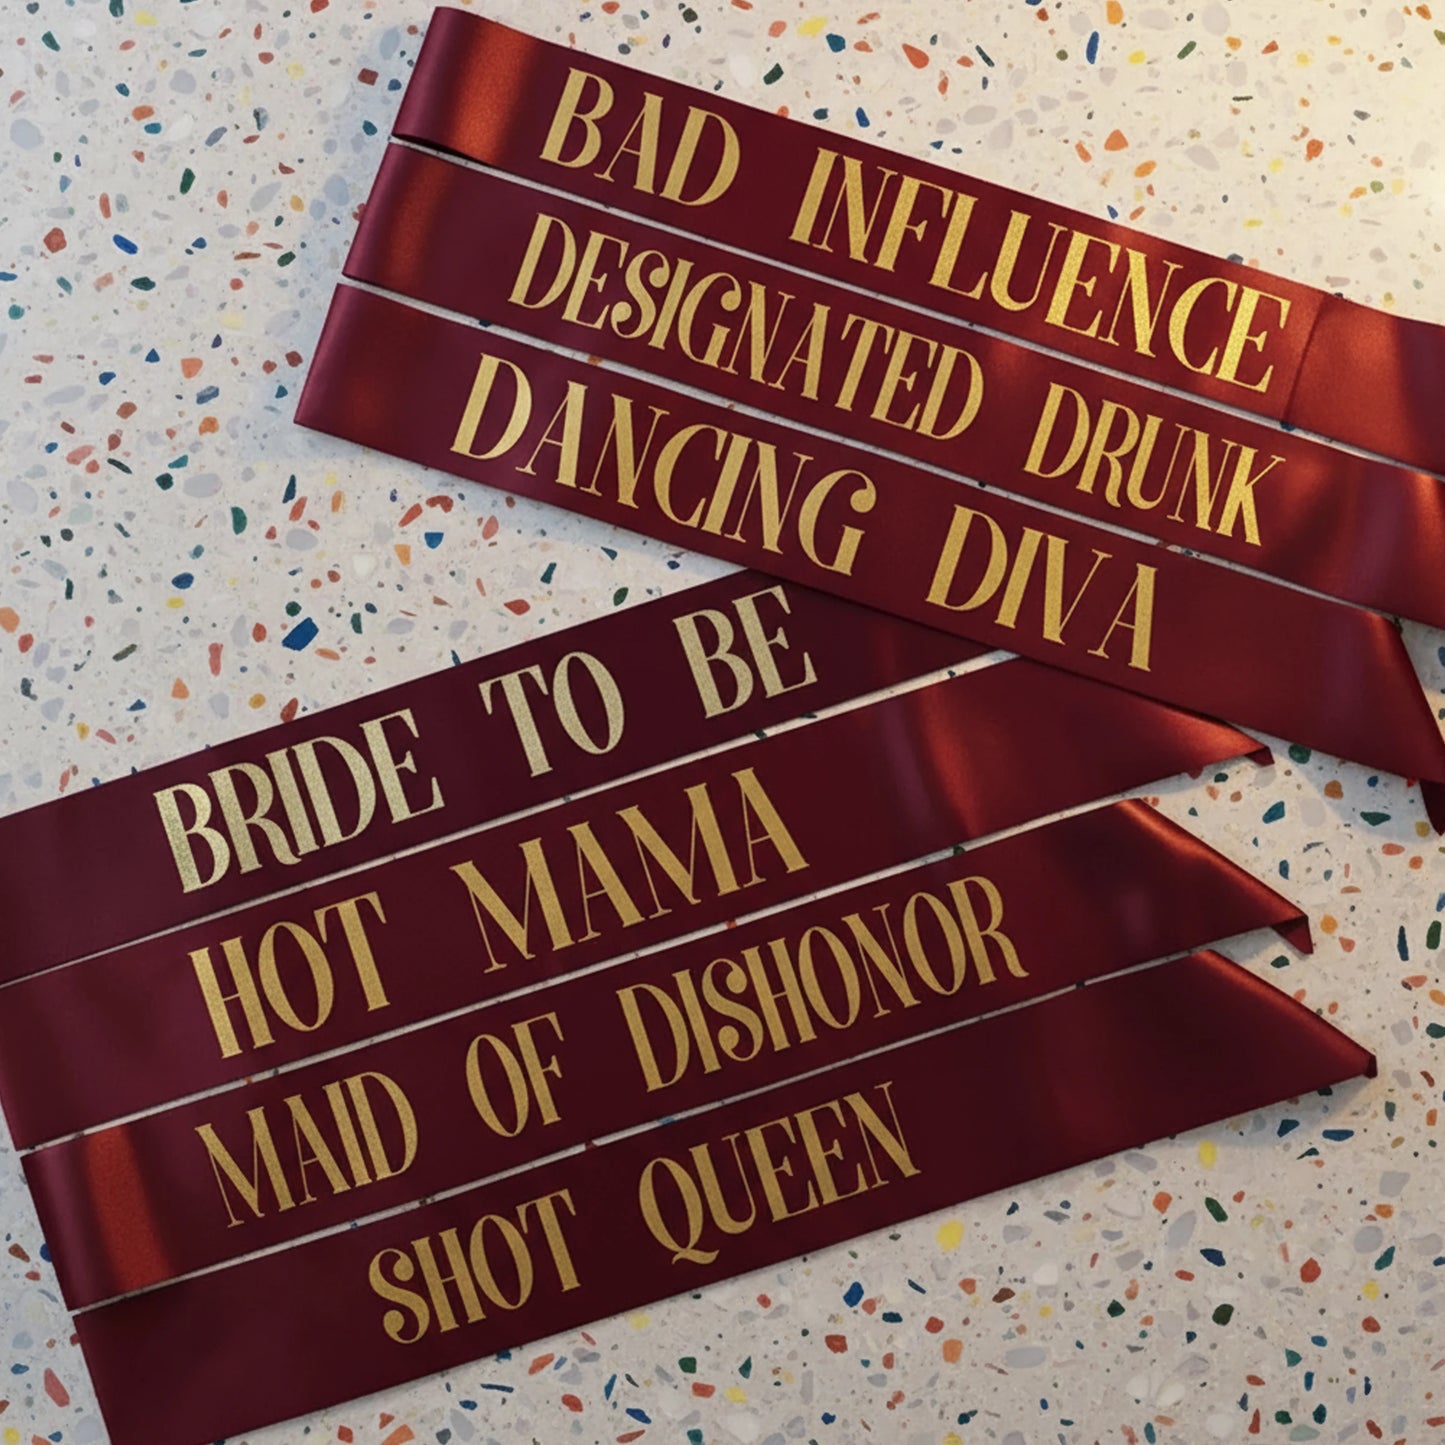 BAD INFLUENCE
DESIGNATED DRUNK
DANCING DIVA
BRIDE TO BE
HOT MAMA
MAID OF DISHONOR
SHOT QUEEN